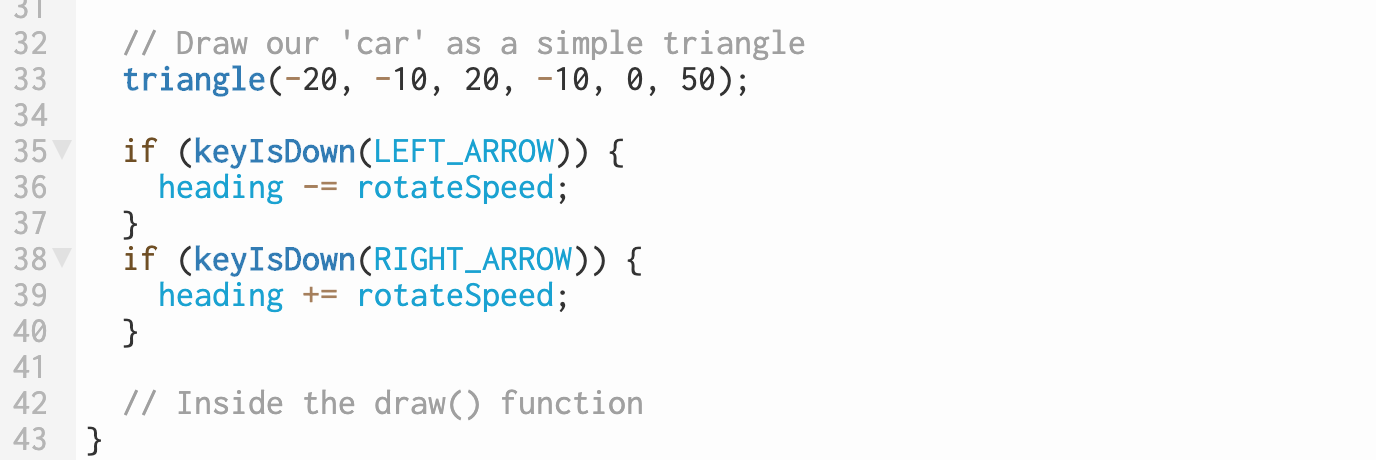 31
32 // Draw our 'car' as a simple triangle
33 triangle(-20, -10, 20, -10, 0, 50);
34
35 if (keyIsDown(LEFT_ARROW)) {
36 heading -= rotateSpeed;
37 }
38 if (keyIsDown(RIGHT_ARROW)) {
39 heading += rotateSpeed;
40 }
41
42 // Inside the draw() function
43 }